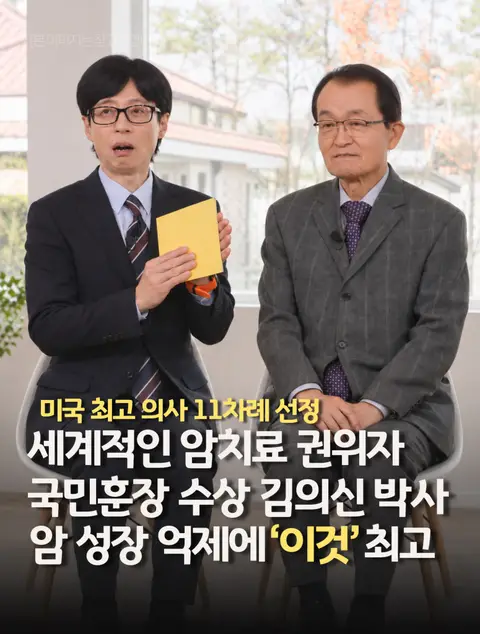 미국 최고 의사 11차례 선정
세계적인 암치료 권위자
국민훈장 수상 김의신 박사
암 성장 억제에 ‘이것’ 최고